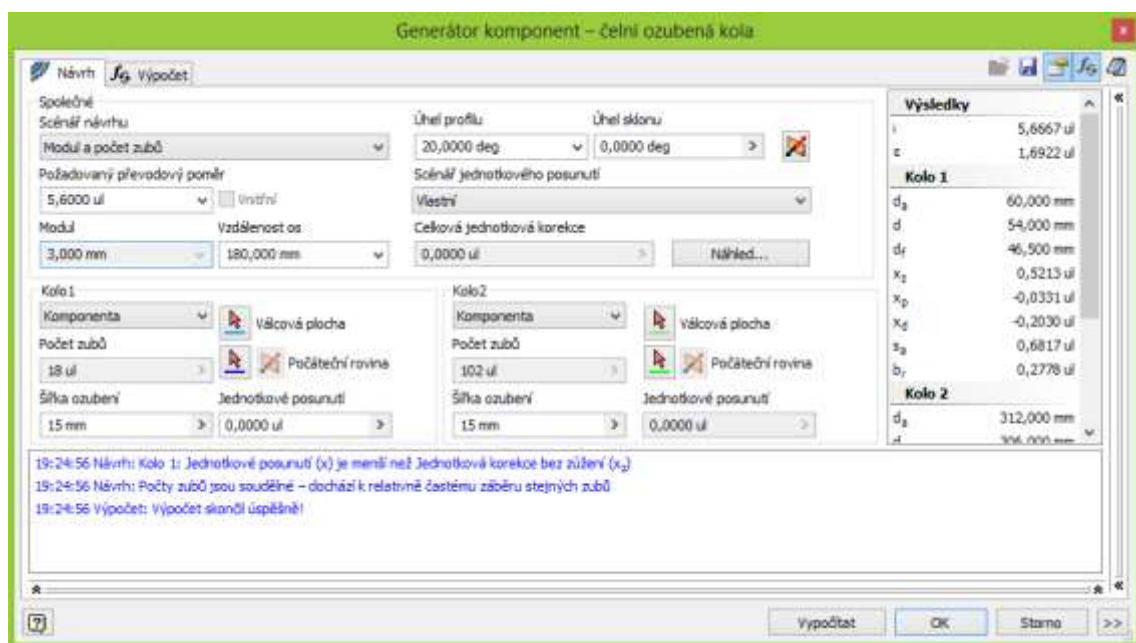 Generátor komponent – čelní ozubená kola
Návrh
Výpočet
Společné
Scénář návrhu
Modul a počet zubů
Úhel profilu
Úhel sklonu
20,0000 deg
0,0000 deg
Požadovaný převodový poměr
5,6000 ul
Vnitřní
Scénář jednotkového posunutí
Vlastní
Modul
Vzdálenost os
3,000 mm
180,000 mm
Celková jednotková korekce
0,0000 ul
Náhled...
Kolo1
Komponenta
Válcová plocha
Počet zubů
18 ul
Počáteční rovina
Šířka ozubení
Jednotkové posunutí
15 mm
0,0000 ul
Kolo2
Komponenta
Válcová plocha
Počet zubů
102 ul
Počáteční rovina
Šířka ozubení
Jednotkové posunutí
15 mm
0,0000 ul
Výsledky
i 5,6667 ul
ε 1,6922 ul
Kolo 1
da 60,000 mm
d 54,000 mm
df 46,500 mm
xz 0,5213 ul
xp -0,0331 ul
xd -0,2030 ul
sa 0,6817 ul
br 0,2778 ul
Kolo 2
da 312,000 mm
d 306,000 mm
19:24:56 Návrh: Kolo 1: Jednotkové posunutí (x) je menší než Jednotková korekce bez zúžení (xz)
19:24:56 Návrh: Počty zubů jsou soudělné – dochází k relativně častému záběru stejných zubů
19:24:56 Výpočet: Výpočet skončil úspěšně!
Vypočítat
OK
Storno
>>